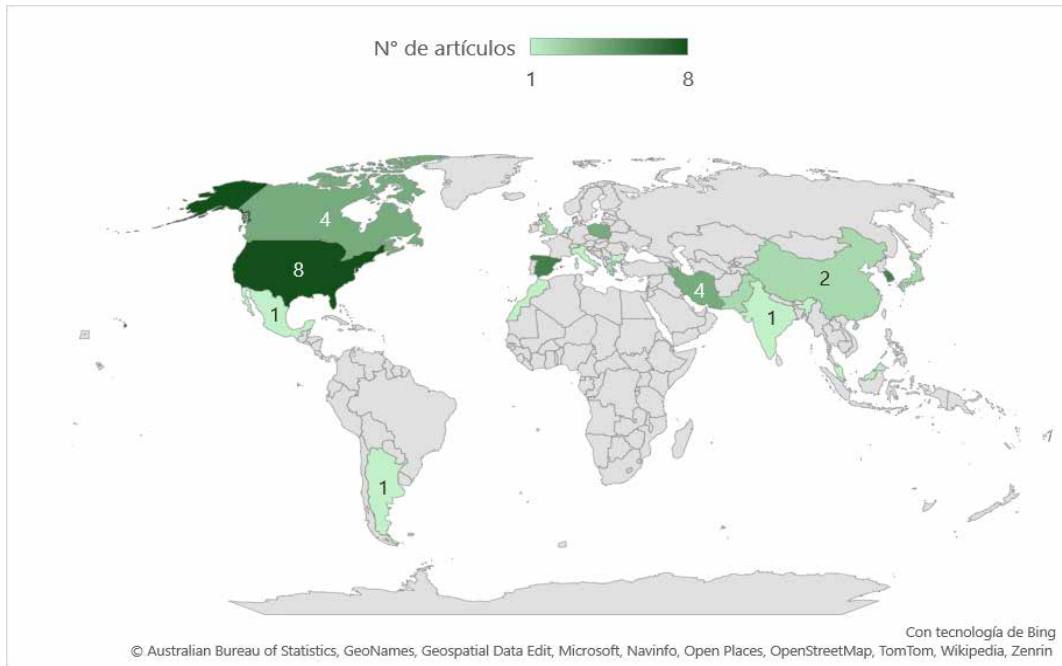 N° de artículos
1 8
4
8
1
4
2
1
1
Con tecnología de Bing
© Australian Bureau of Statistics, GeoNames, Geospatial Data Edit, Microsoft, Navinfo, Open Places, OpenStreetMap, TomTom, Wikipedia, Zenrin